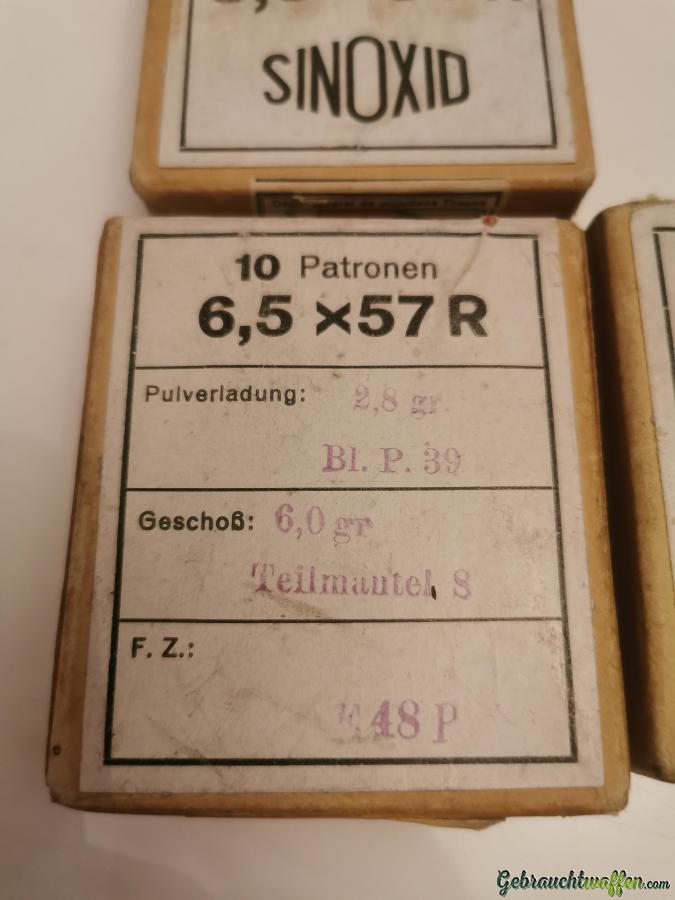 SINOXID
10 Patronen
6,5 ×57 R
Pulverladung: 2,8 gr
Bl. P. 39
Geschoß: 6,0 gr
Teilmantel S
F. Z.:
48 P
Gebrauchtwaffen.com